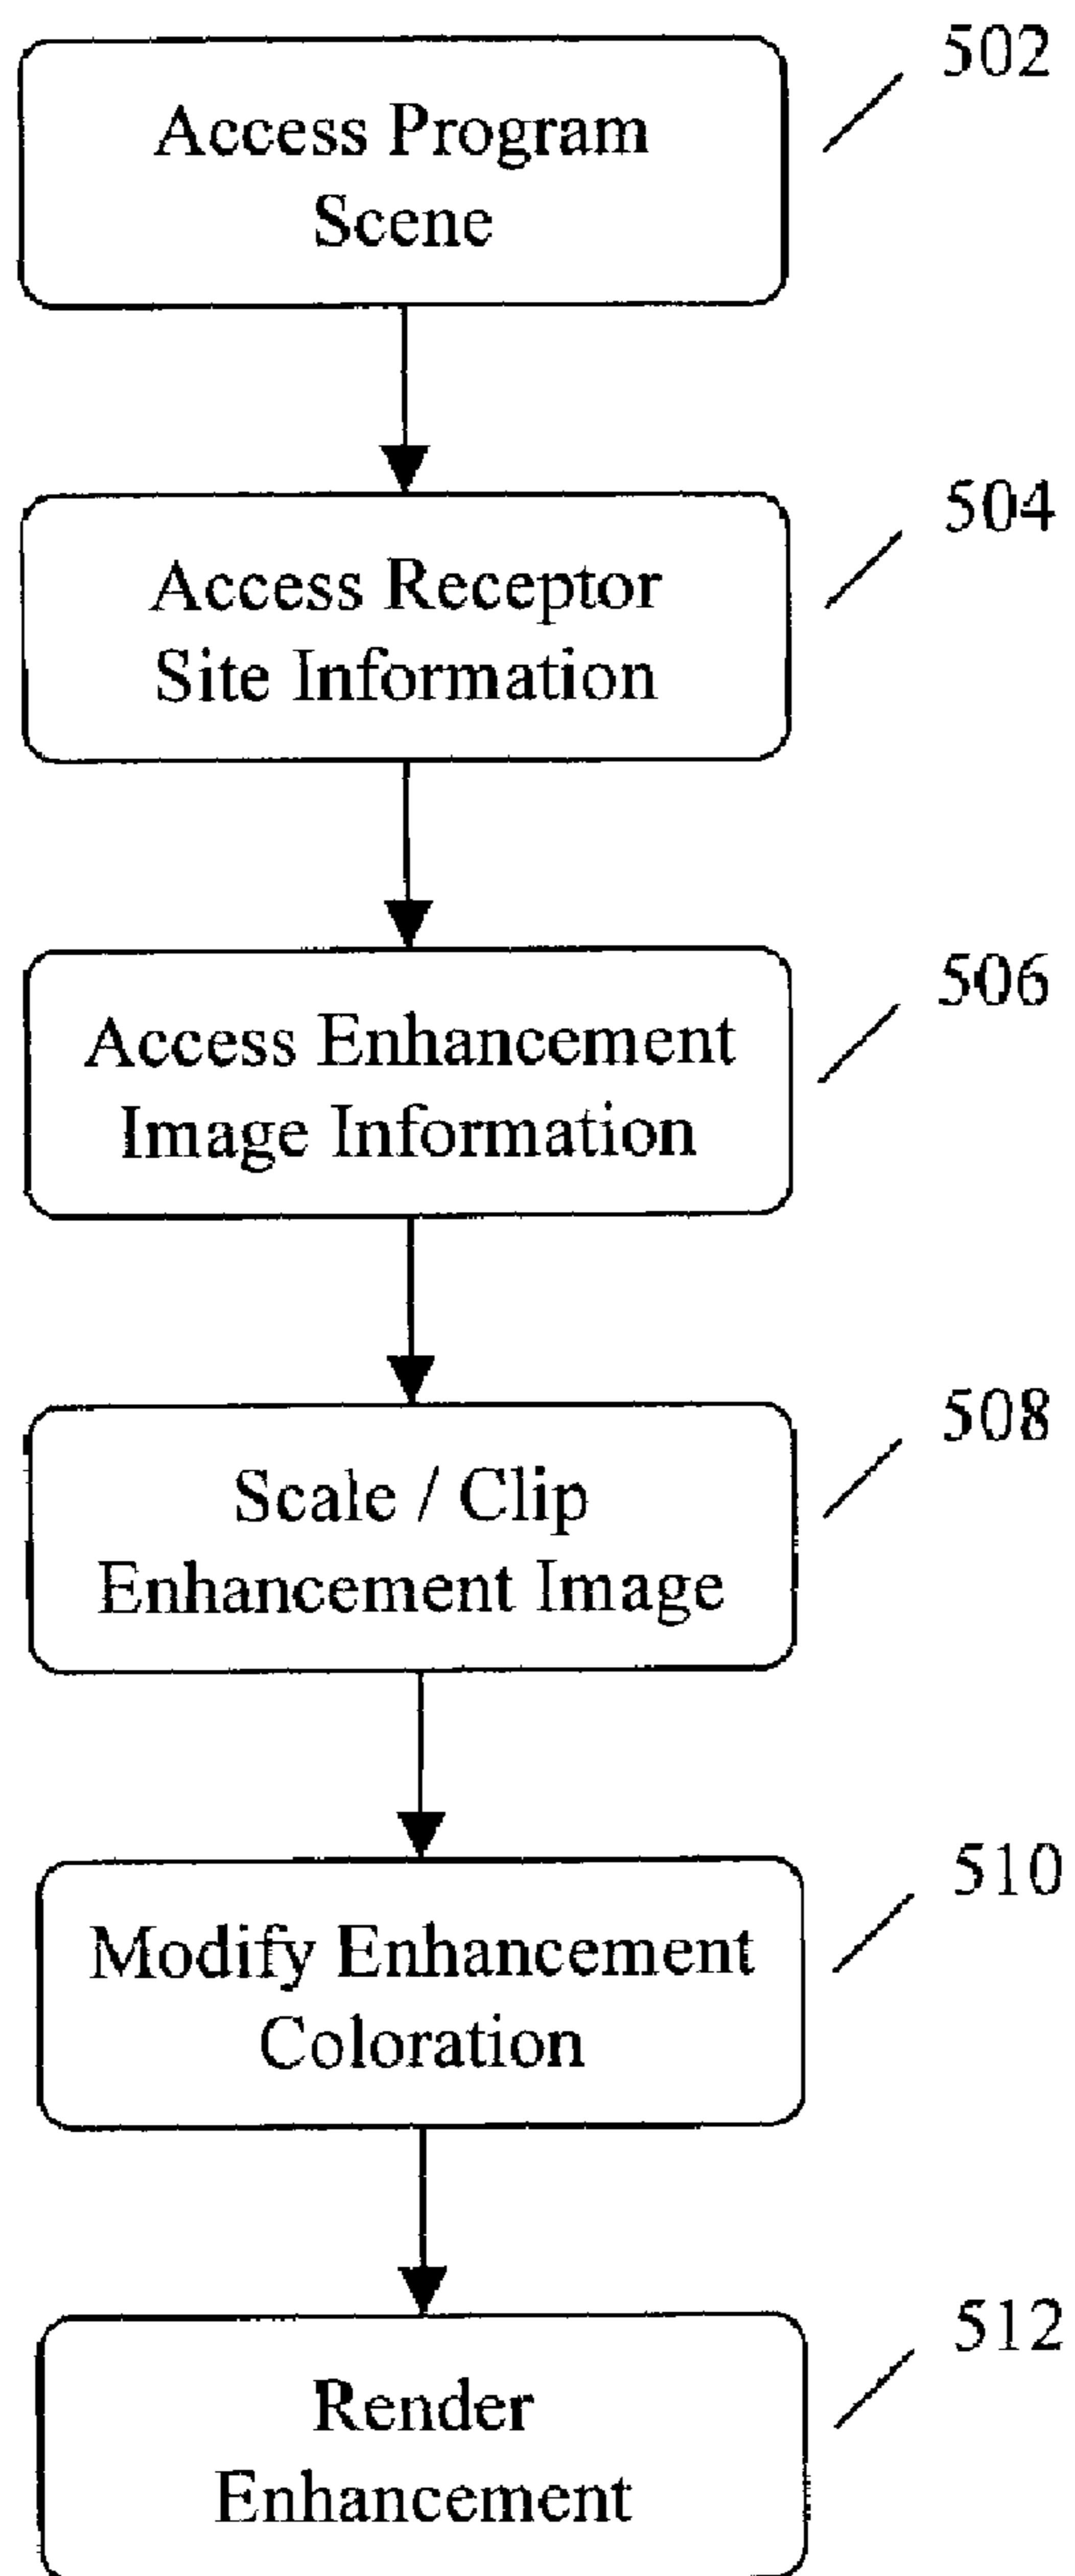 502
Access Program
Scene
504
Access Receptor
Site Information
506
Access Enhancement
Image Information
508
Scale / Clip
Enhancement Image
510
Modify Enhancement
Coloration
512
Render
Enhancement